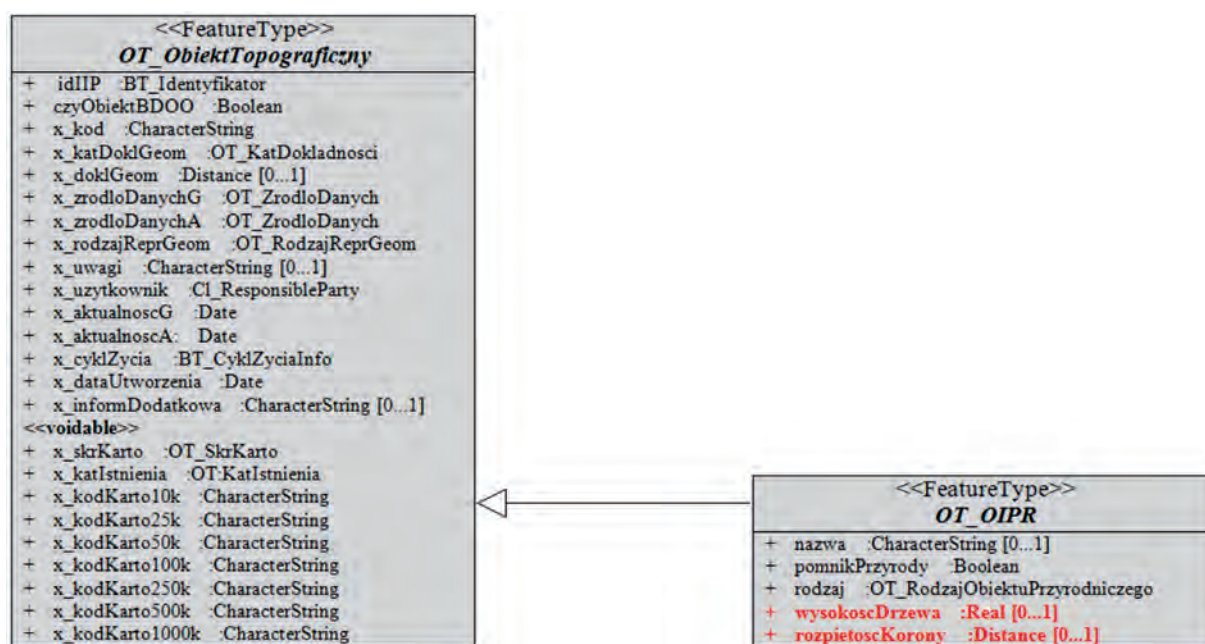 <<FeatureType>>
OT_ObiektTopograficzny
+ idIIP :BT_Identyfikator
+ czyObiektBDOO :Boolean
+ x_kod :CharacterString
+ x_katDoklGeom :OT_KatDokladnosci
+ x_doklGeom :Distance [0...1]
+ x_zrodloDanychG :OT_ZrodloDanych
+ x_zrodloDanychA :OT_ZrodloDanych
+ x_rodzajReprGeom :OT_RodzajReprGeom
+ x_uwagi :CharacterString [0...1]
+ x_uzytkownik :Cl_ResponsibleParty
+ x_aktualnoscG :Date
+ x_aktualnoscA: Date
+ x_cyklZycia :BT_CyklZyciaInfo
+ x_dataUtworzenia :Date
+ x_informDodatkowa :CharacterString [0...1]
<<voidable>>
+ x_skrKarto :OT_SkrKarto
+ x_katIstnienia :OT:KatIstnienia
+ x_kodKarto10k :CharacterString
+ x_kodKarto25k :CharacterString
+ x_kodKarto50k :CharacterString
+ x_kodKarto100k :CharacterString
+ x_kodKarto250k :CharacterString
+ x_kodKarto500k :CharacterString
+ x_kodKarto1000k :CharacterString
<<FeatureType>>
OT_OIPR
+ nazwa :CharacterString [0...1]
+ pomnikPrzyrody :Boolean
+ rodzaj :OT_RodzajObiektuPrzyrodniczego
+ wysokoscDrzewa :Real [0...1]
+ rozpietoscKorony :Distance [0...1]